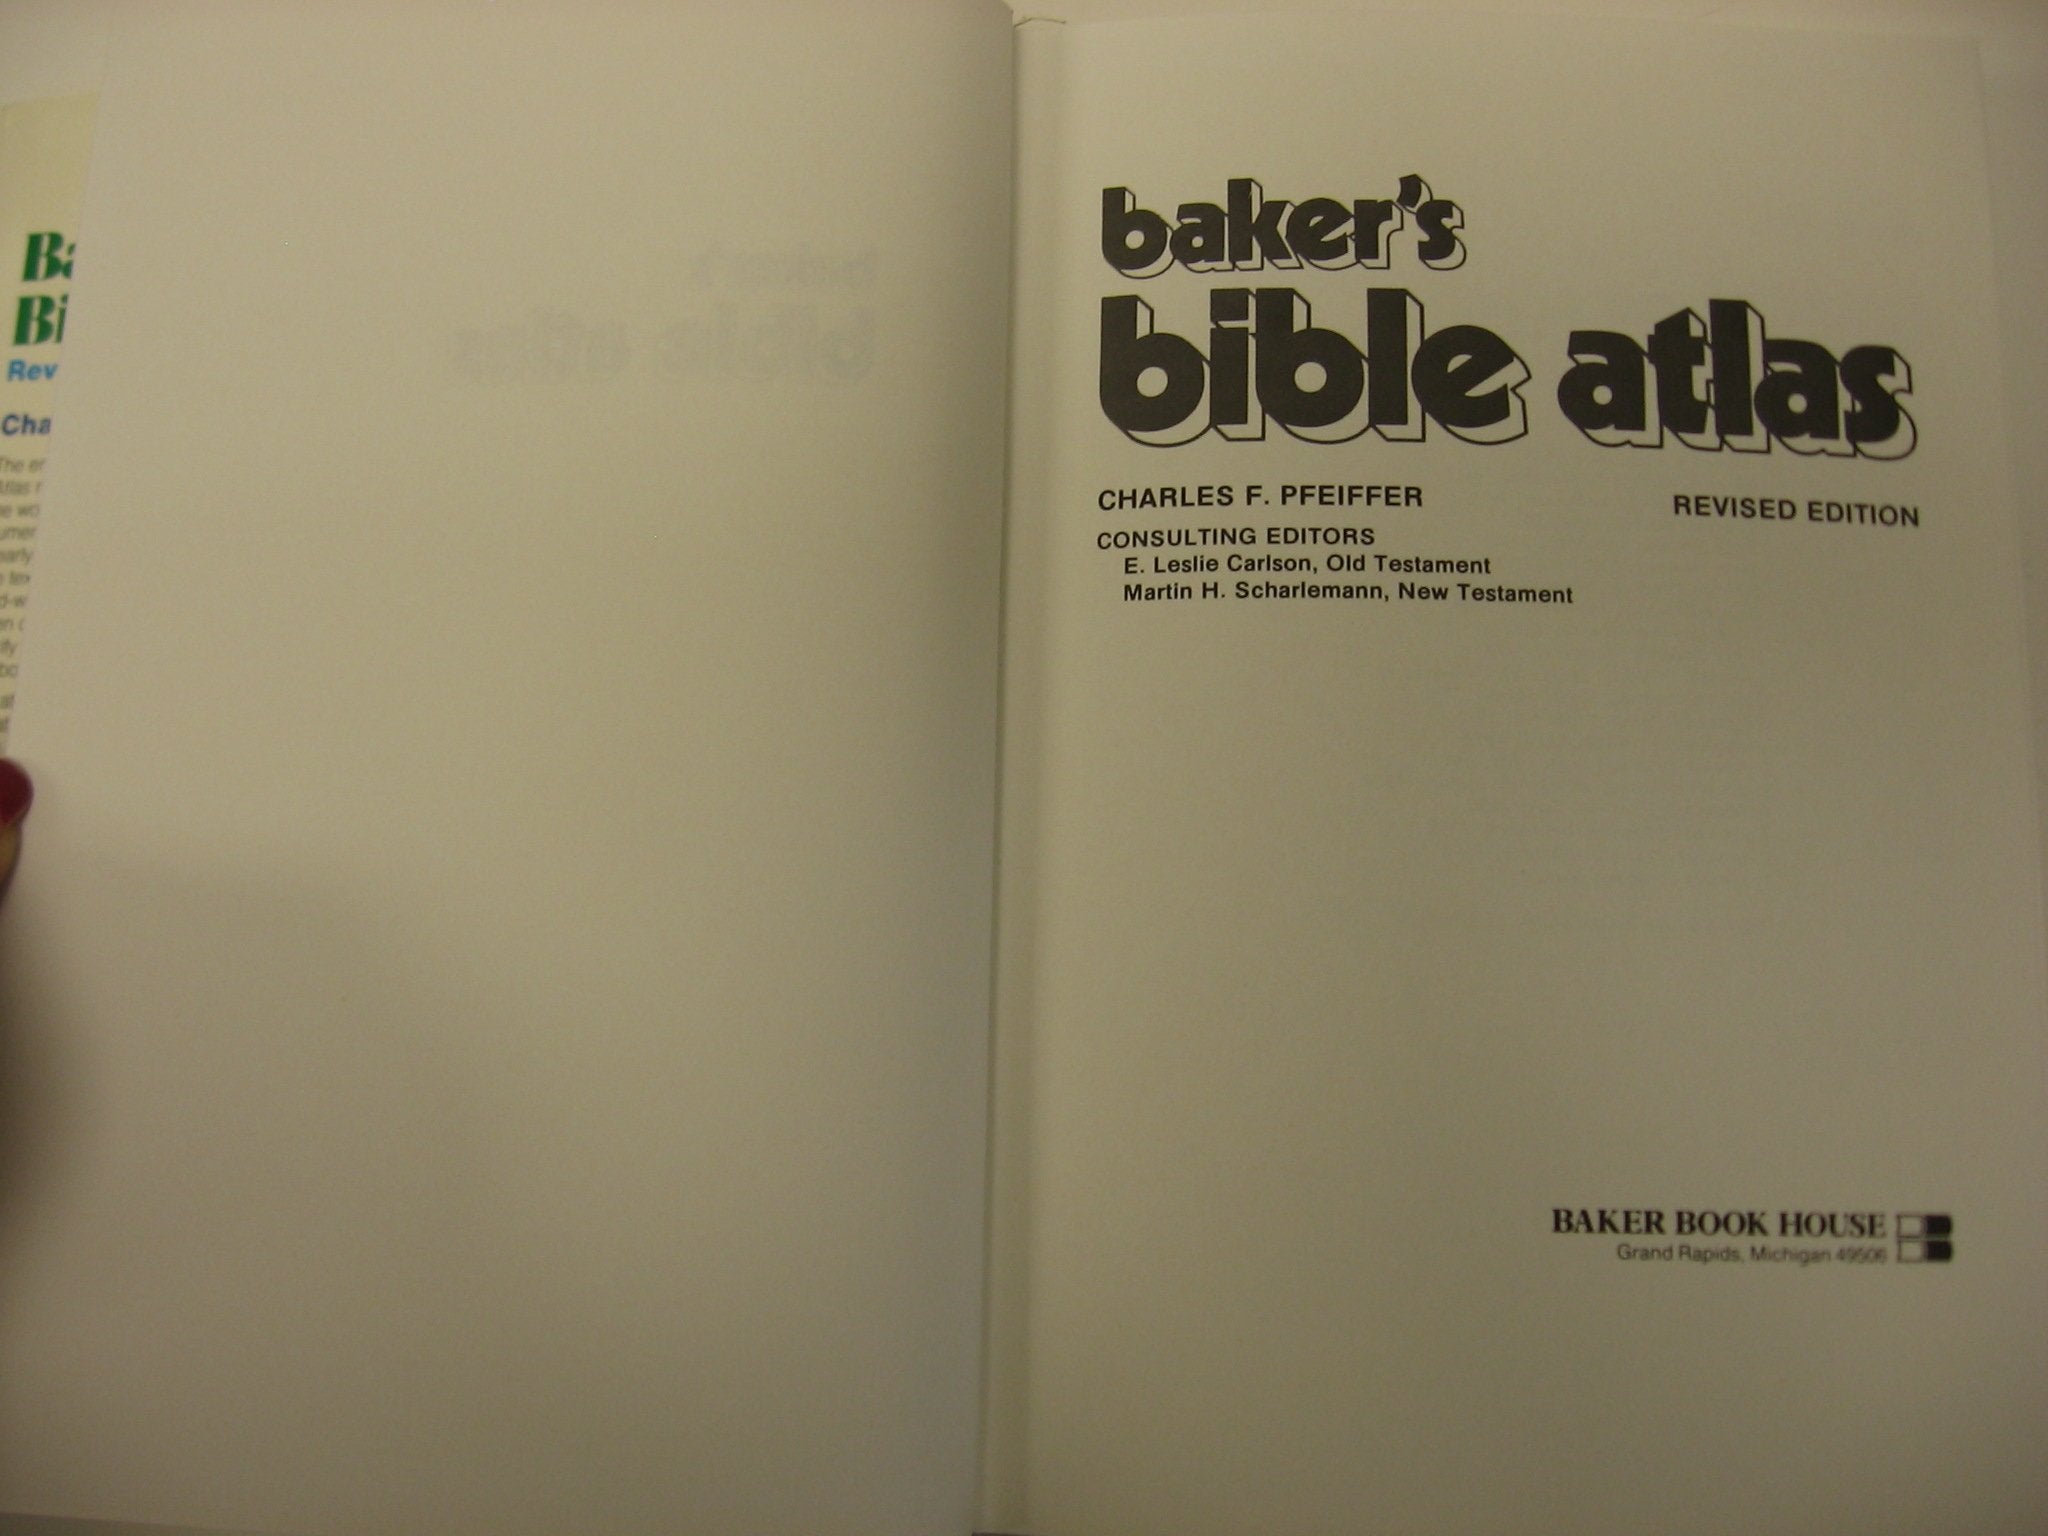 Rev
Cha
baker's
bible atlas
CHARLES F. PFEIFFER
REVISED EDITION
CONSULTING EDITORS
E. Leslie Carlson, Old Testament
Martin H. Scharlemann, New Testament
BAKER BOOK HOUSE
Grand Rapids, Michigan 49506